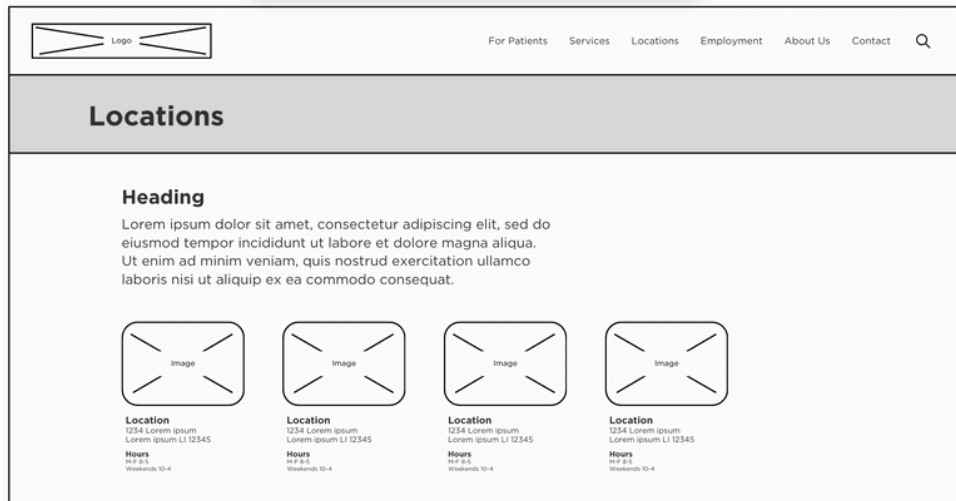 Logo
For Patients Services Locations Employment About Us Contact
Locations
Heading
Lorem ipsum dolor sit amet, consectetur adipiscing elit, sed do
eiusmod tempor incididunt ut labore et dolore magna aliqua.
Ut enim ad minim veniam, quis nostrud exercitation ullamco
laboris nisi ut aliquip ex ea commodo consequat.
Image
Location
1234 Lorem ipsum
Lorem ipsum LI 12345
Hours
M-F 8-5
Weekends 10-4
Image
Location
1234 Lorem ipsum
Lorem ipsum LI 12345
Hours
M-F 8-5
Weekends 10-4
Image
Location
1234 Lorem ipsum
Lorem ipsum LI 12345
Hours
M-F 8-5
Weekends 10-4
Image
Location
1234 Lorem ipsum
Lorem ipsum LI 12345
Hours
M-F 8-5
Weekends 10-4